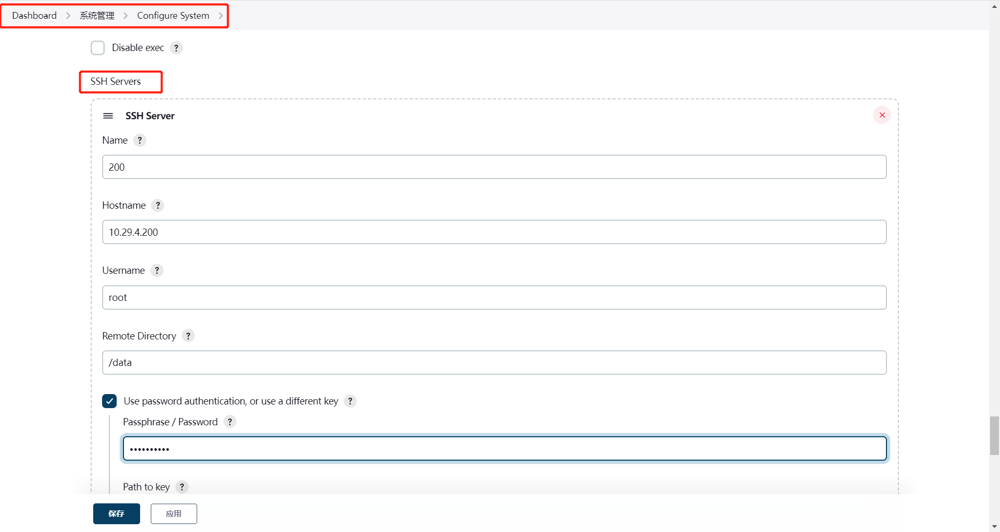 Dashboard > 系统管理 > Configure System >
Disable exec ?
SSH Servers
SSH Server
Name ?
200
Hostname ?
10.29.4.200
Username ?
root
Remote Directory ?
/data
Use password authentication, or use a different key ?
Passphrase / Password ?
••••••••••
Path to key ?
保存 应用